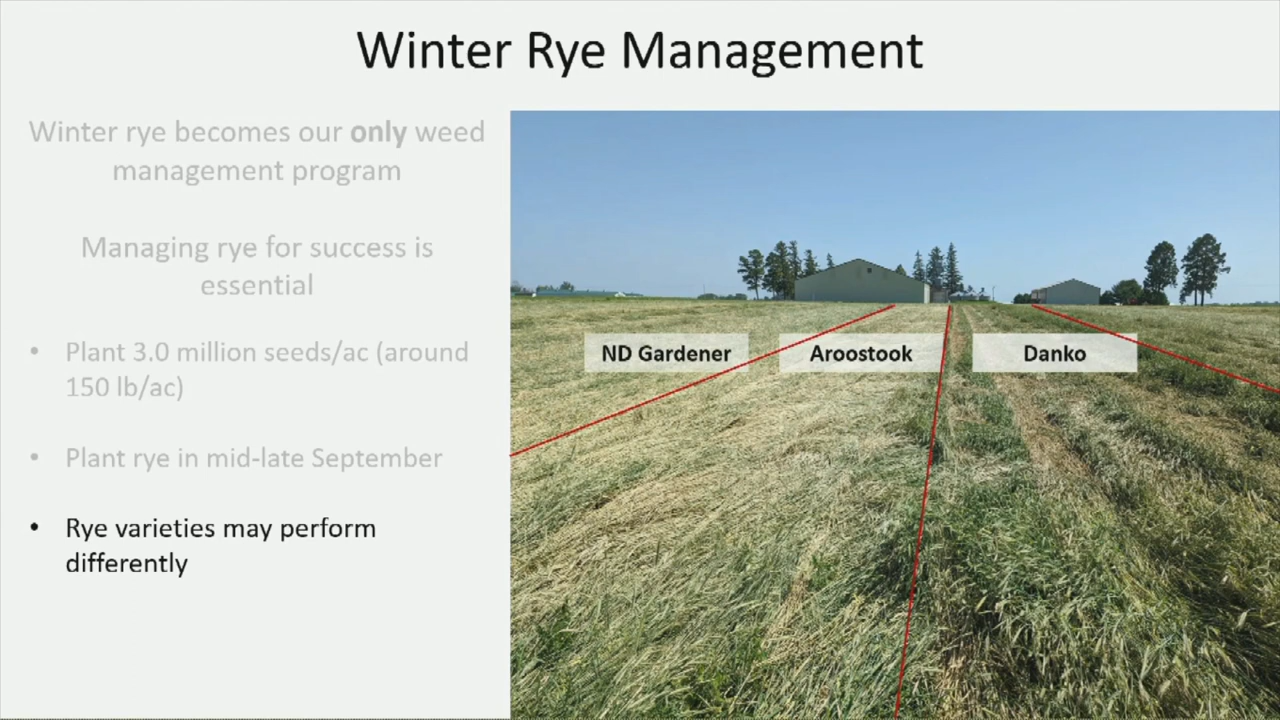 Winter Rye Management
Winter rye becomes our only weed
management program
Managing rye for success is
essential
• Plant 3.0 million seeds/ac (around
150 lb/ac)
• Plant rye in mid-late September
• Rye varieties may perform
differently
ND Gardener
Aroostook
Danko